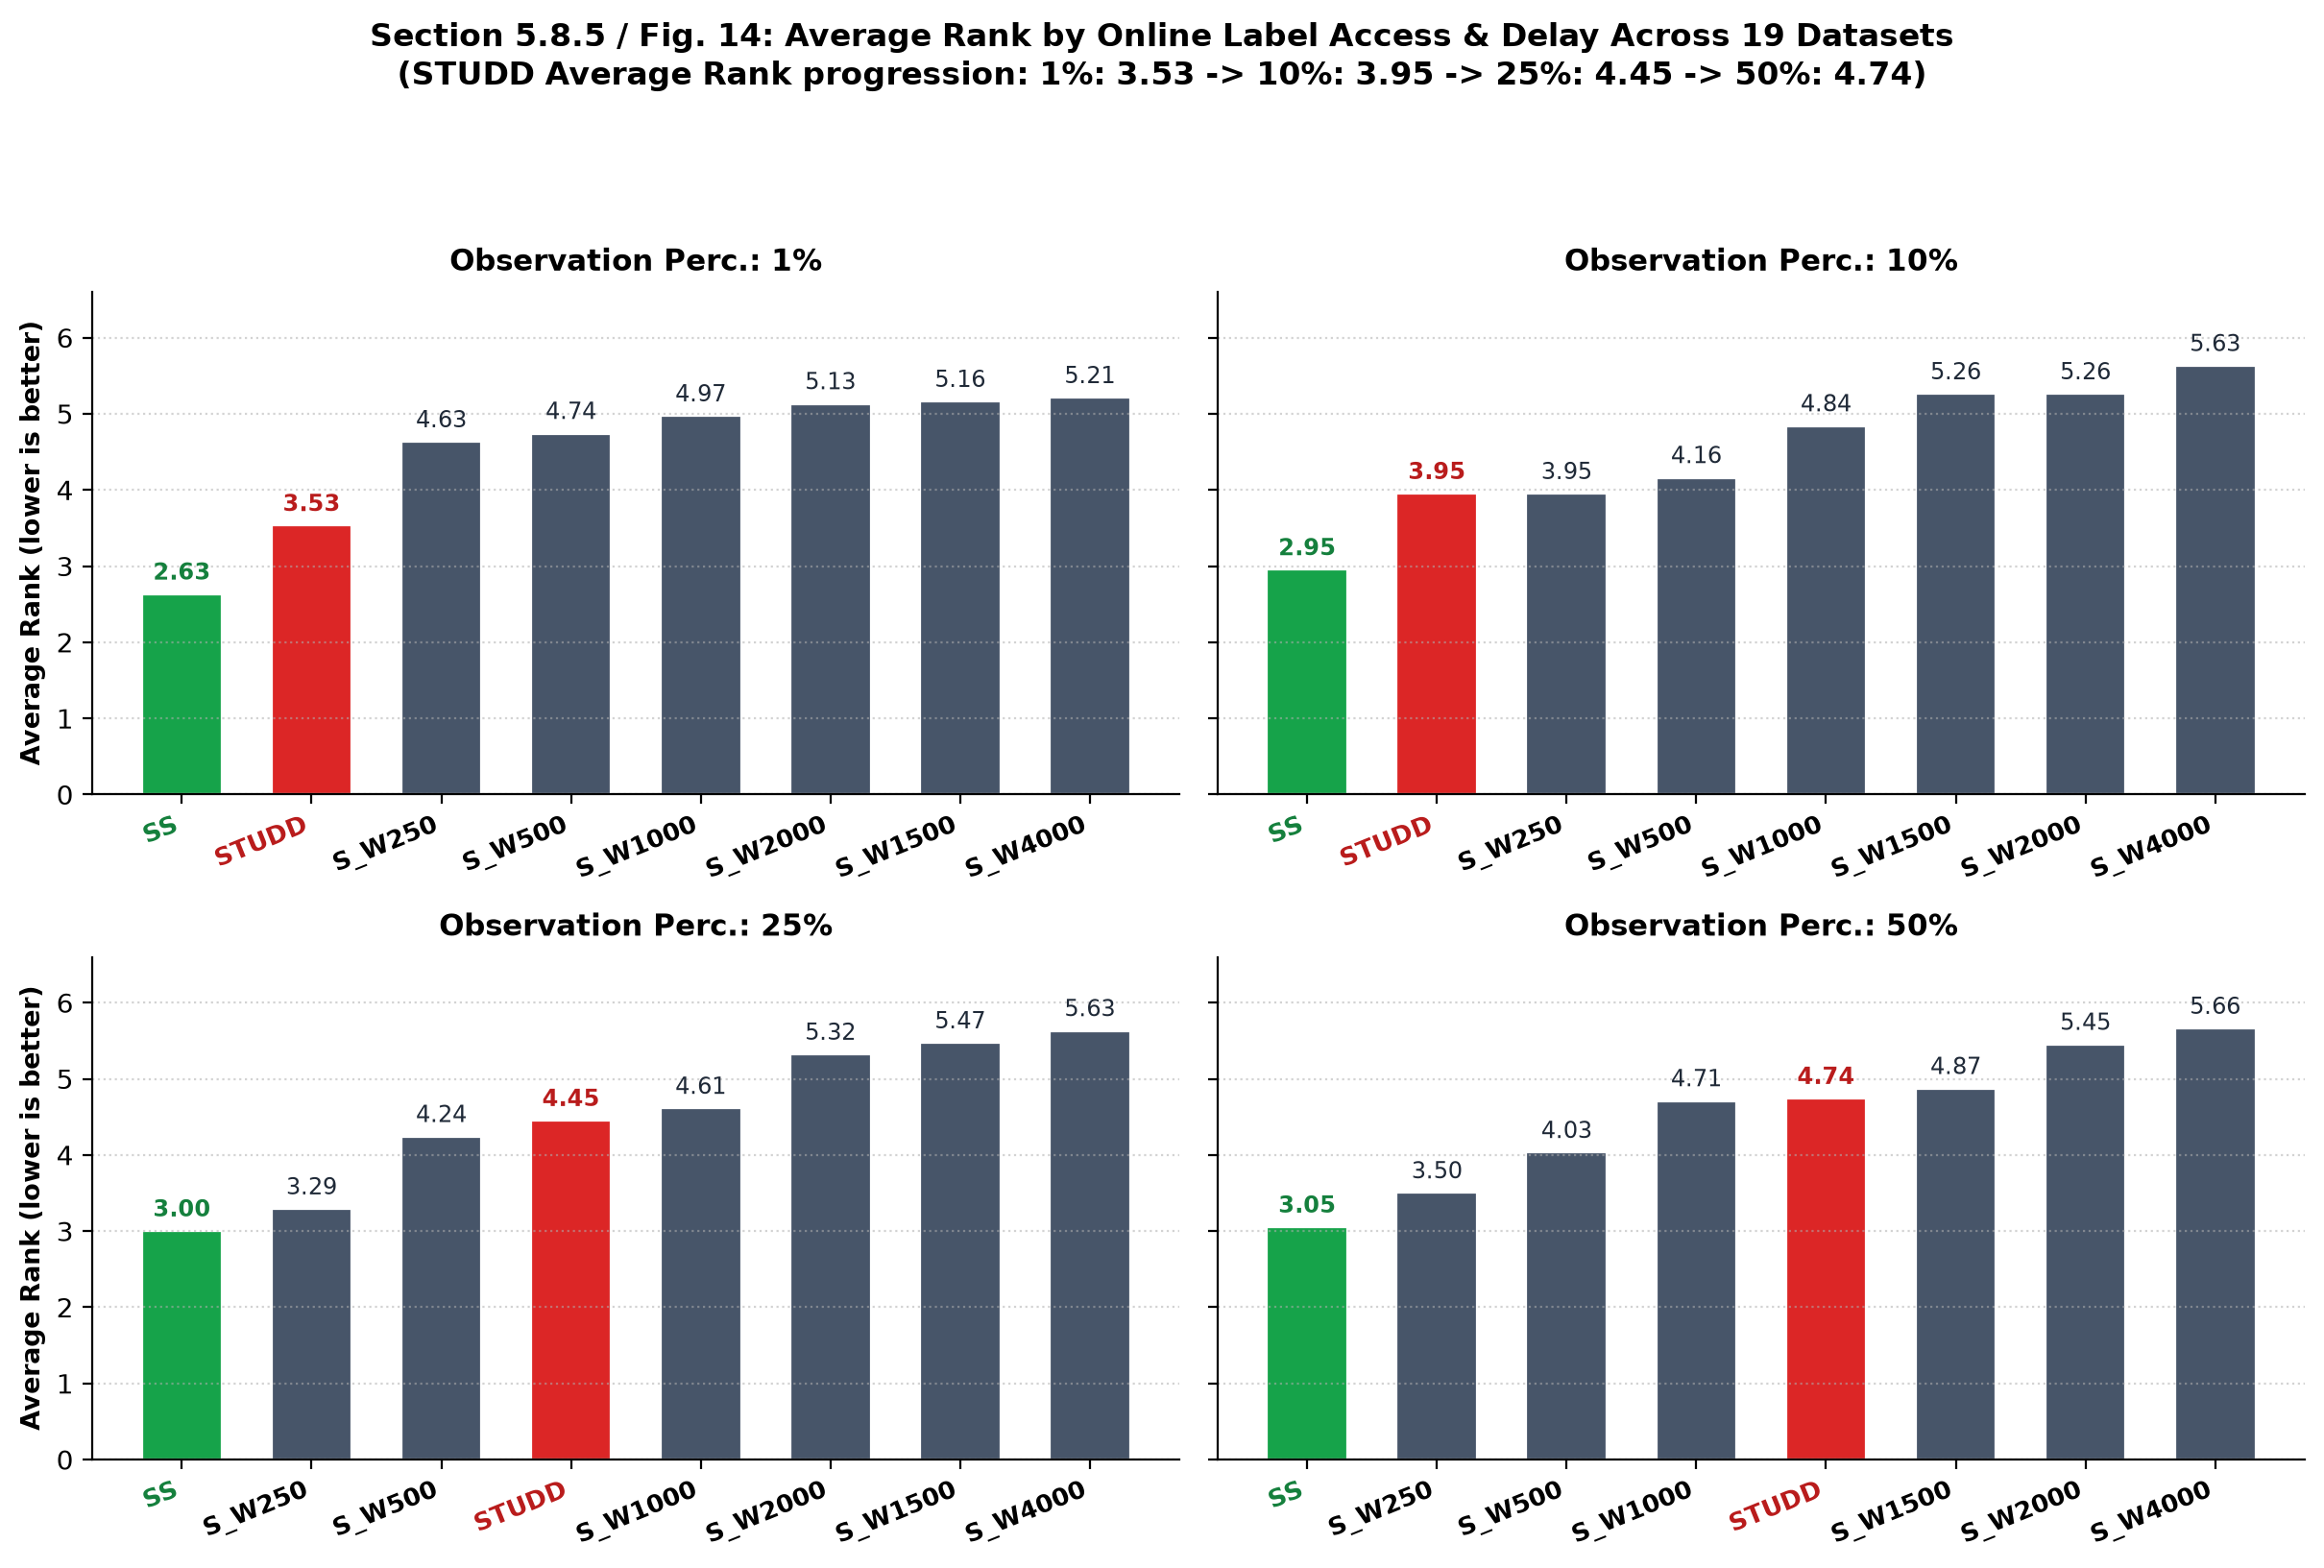 Section 5.8.5 / Fig. 14: Average Rank by Online Label Access & Delay Across 19 Datasets
(STUDD Average Rank progression: 1%: 3.53 -> 10%: 3.95 -> 25%: 4.45 -> 50%: 4.74)
Observation Perc.: 1%
Average Rank (lower is better)
6
5
4
3
2
1
0
2.63
3.53
4.63
4.74
4.97
5.13
5.16
5.21
SS
STUDD
S_W250
S_W500
S_W1000
S_W2000
S_W1500
S_W4000
Observation Perc.: 10%
2.95
3.95
3.95
4.16
4.84
5.26
5.26
5.63
SS
STUDD
S_W250
S_W500
S_W1000
S_W1500
S_W2000
S_W4000
Observation Perc.: 25%
Average Rank (lower is better)
6
5
4
3
2
1
0
3.00
3.29
4.24
4.45
4.61
5.32
5.47
5.63
SS
S_W250
S_W500
STUDD
S_W1000
S_W2000
S_W1500
S_W4000
Observation Perc.: 50%
3.05
3.50
4.03
4.71
4.74
4.87
5.45
5.66
SS
S_W250
S_W500
S_W1000
STUDD
S_W1500
S_W2000
S_W4000